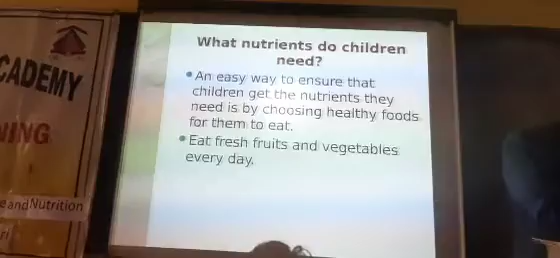 CADEMY
NING
e and Nutrition
ri
What nutrients do children
need?
• An easy way to ensure that
children get the nutrients they
need is by choosing healthy foods
for them to eat.
• Eat fresh fruits and vegetables
every day.